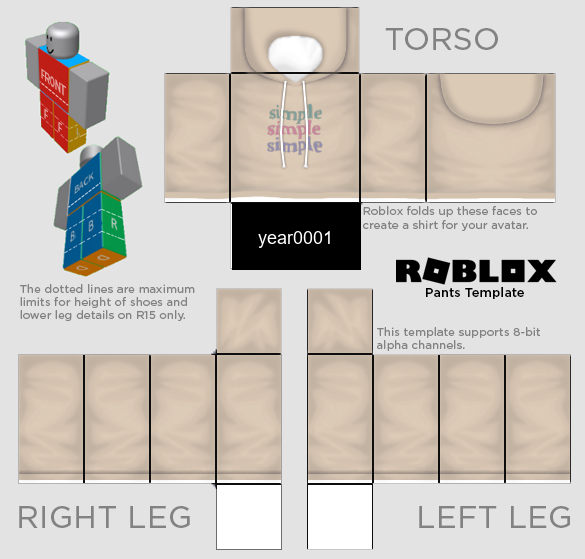 TORSO
FRONT
F F L
simple
simple
simple
BACK
B B R
Roblox folds up these faces to
create a shirt for your avatar.
year0001
ROBLOX
Pants Template
The dotted lines are maximum
limits for height of shoes and
lower leg details on R15 only.
This template supports 8-bit
alpha channels.
RIGHT LEG
LEFT LEG